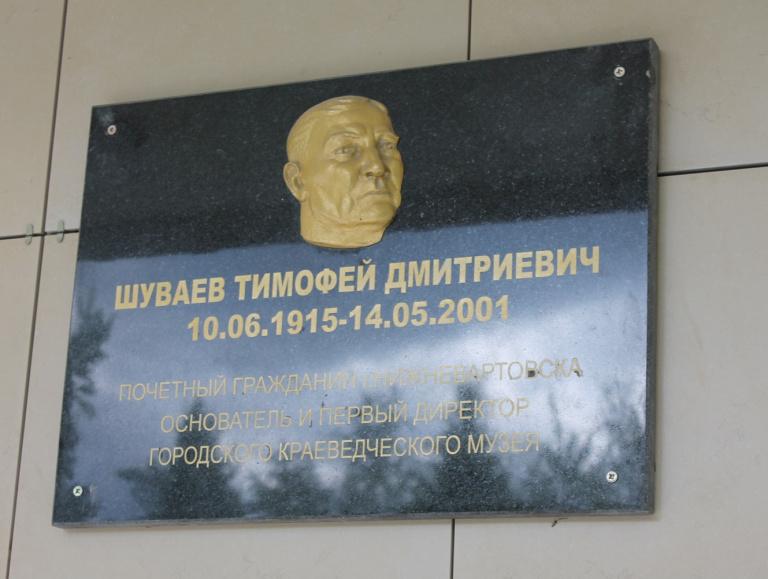 ШУВАЕВ ТИМОФЕЙ ДМИТРИЕВИЧ
10.06.1915-14.05.2001
ПОЧЕТНЫЙ ГРАЖДАНИН г.НИЖНЕВАРТОВСКА
ОСНОВАТЕЛЬ И ПЕРВЫЙ ДИРЕКТОР
ГОРОДСКОГО КРАЕВЕДЧЕСКОГО МУЗЕЯ